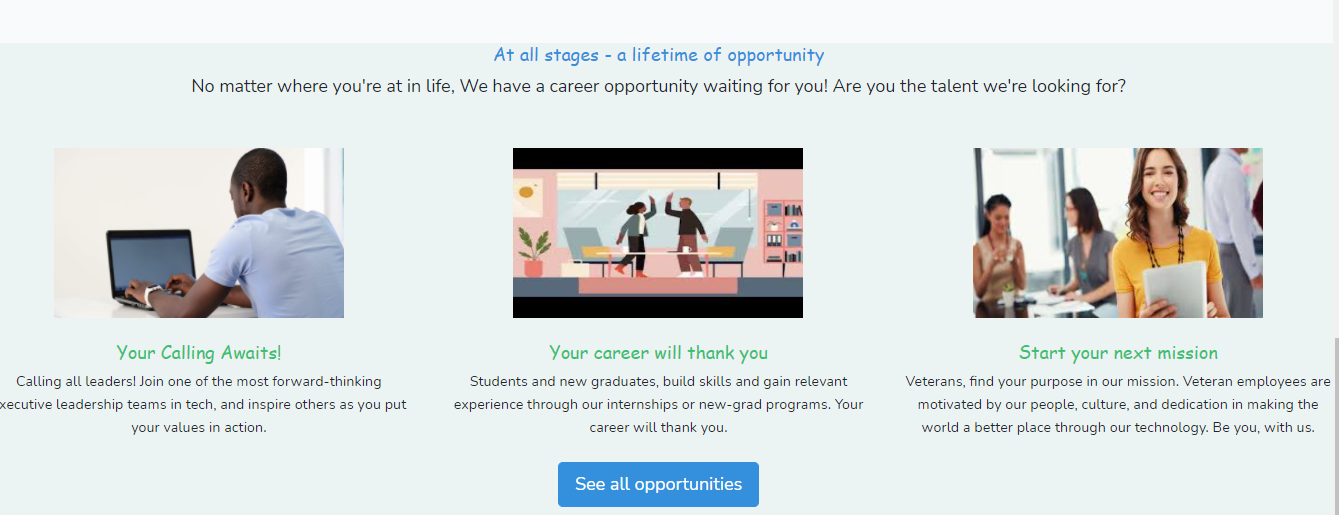 At all stages - a lifetime of opportunity
No matter where you're at in life, We have a career opportunity waiting for you! Are you the talent we're looking for?
Your Calling Awaits!
Calling all leaders! Join one of the most forward-thinking
xecutive leadership teams in tech, and inspire others as you put
your values in action.
Your career will thank you
Students and new graduates, build skills and gain relevant
experience through our internships or new-grad programs. Your
career will thank you.
Start your next mission
Veterans, find your purpose in our mission. Veteran employees are
motivated by our people, culture, and dedication in making the
world a better place through our technology. Be you, with us.
See all opportunities